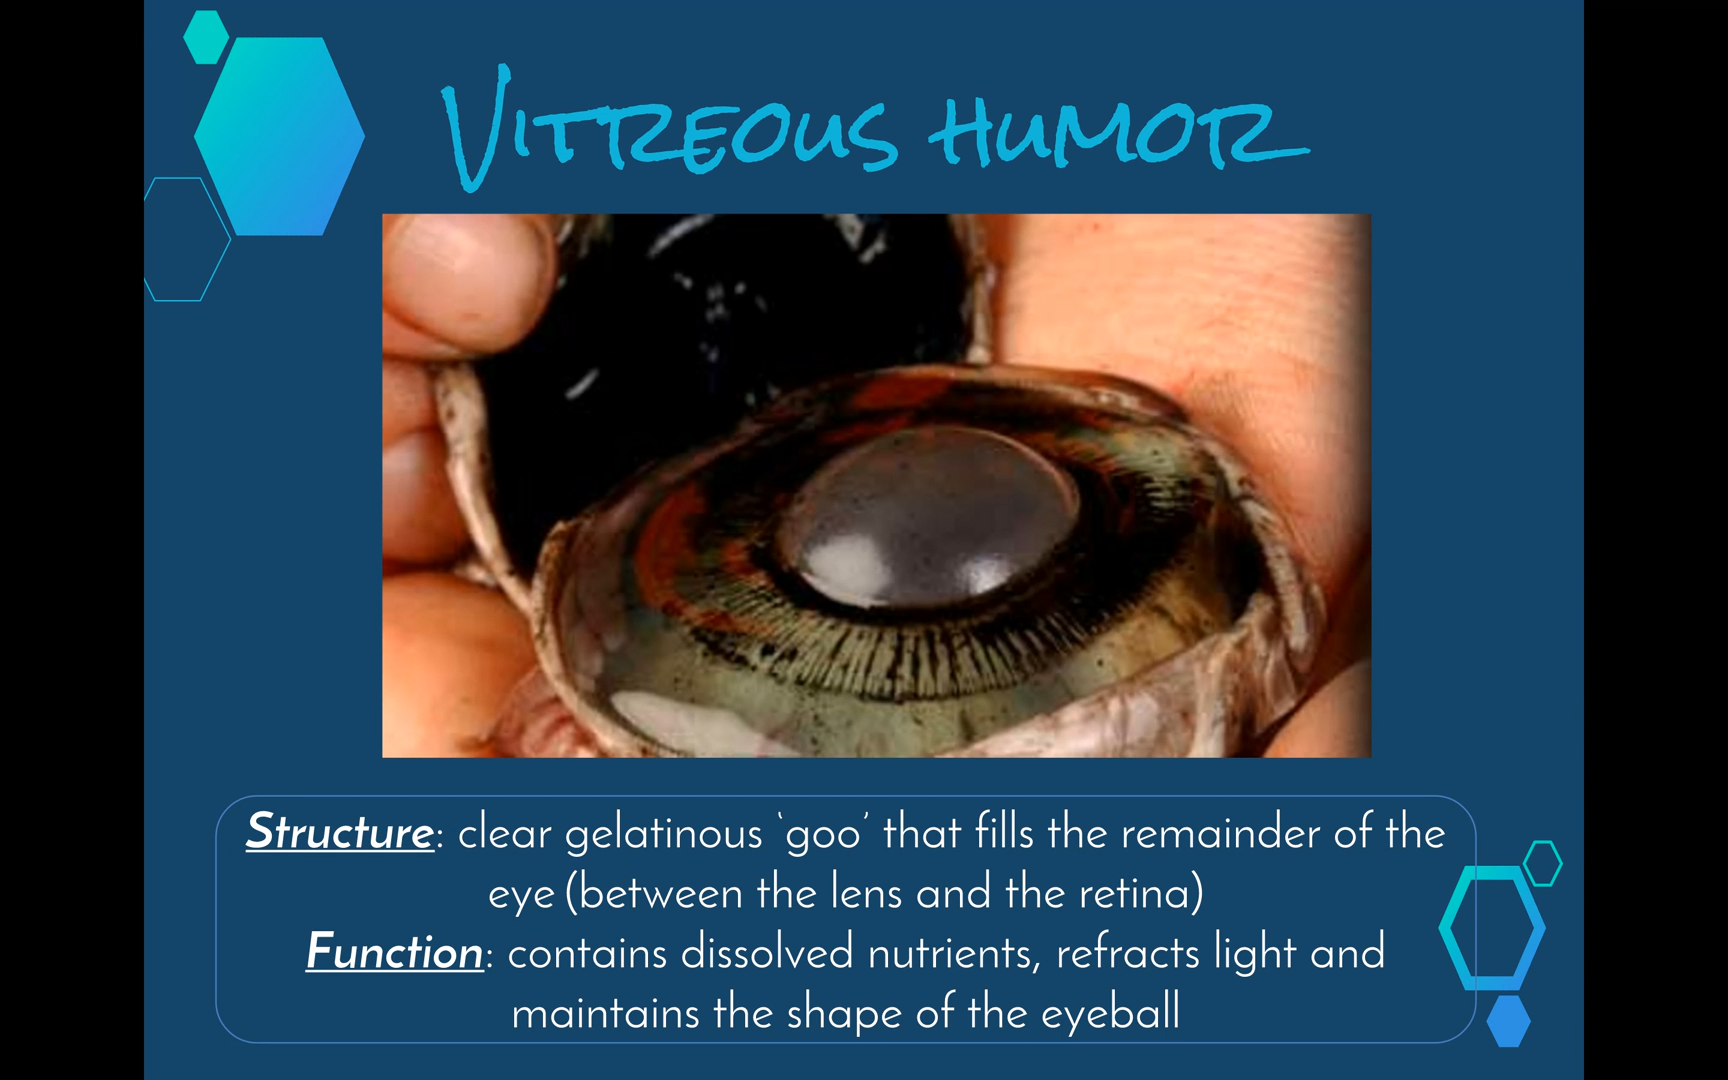 Vitreous humor
Structure: clear gelatinous ‘goo’ that fills the remainder of the
eye (between the lens and the retina)
Function: contains dissolved nutrients, refracts light and
maintains the shape of the eyeball